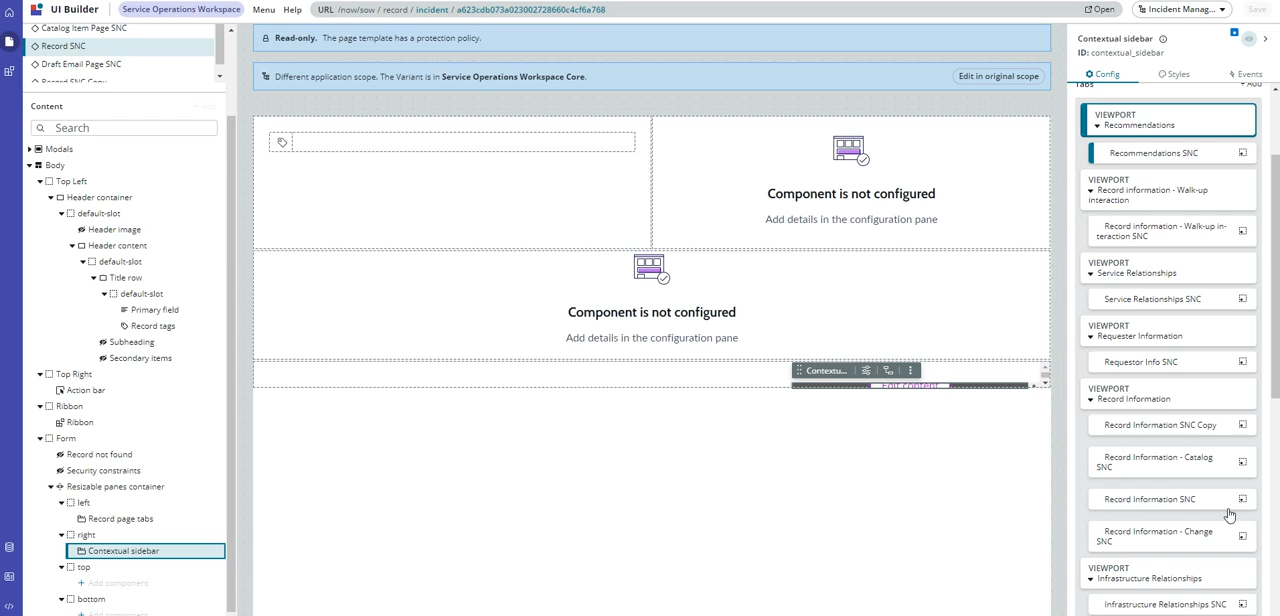 UI Builder
Service Operations Workspace
Menu
Help
URL /now/sow / record / incident / a623cdb073a023002728660c4cf6a768
Open
Incident Manag...
Save
Catalog Item Page SNC
Record SNC
Draft Email Page SNC
Record SNC Copy
Content
+ Add
Search
Modals
Body
Top Left
Header container
default-slot
Header image
Header content
default-slot
Title row
default-slot
Primary field
Record tags
Subheading
Secondary items
Top Right
Action bar
Ribbon
Ribbon
Form
Record not found
Security constraints
Resizable panes container
left
Record page tabs
right
Contextual sidebar
top
+ Add component
bottom
+ Add component
Read-only. The page template has a protection policy.
Different application scope. The Variant is in Service Operations Workspace Core.
Edit in original scope
Component is not configured
Add details in the configuration pane
Component is not configured
Add details in the configuration pane
Contextu...
Edit content
Contextual sidebar
ID: contextual_sidebar
Config
Styles
Events
Tabs
+ Add
VIEWPORT
Recommendations
Recommendations SNC
VIEWPORT
Record information - Walk-up
interaction
Record information - Walk-up in-
teraction SNC
VIEWPORT
Service Relationships
Service Relationships SNC
VIEWPORT
Requester Information
Requestor Info SNC
VIEWPORT
Record Information
Record Information SNC Copy
Record Information - Catalog
SNC
Record Information SNC
Record Information - Change
SNC
VIEWPORT
Infrastructure Relationships
Infrastructure Relationships SNC